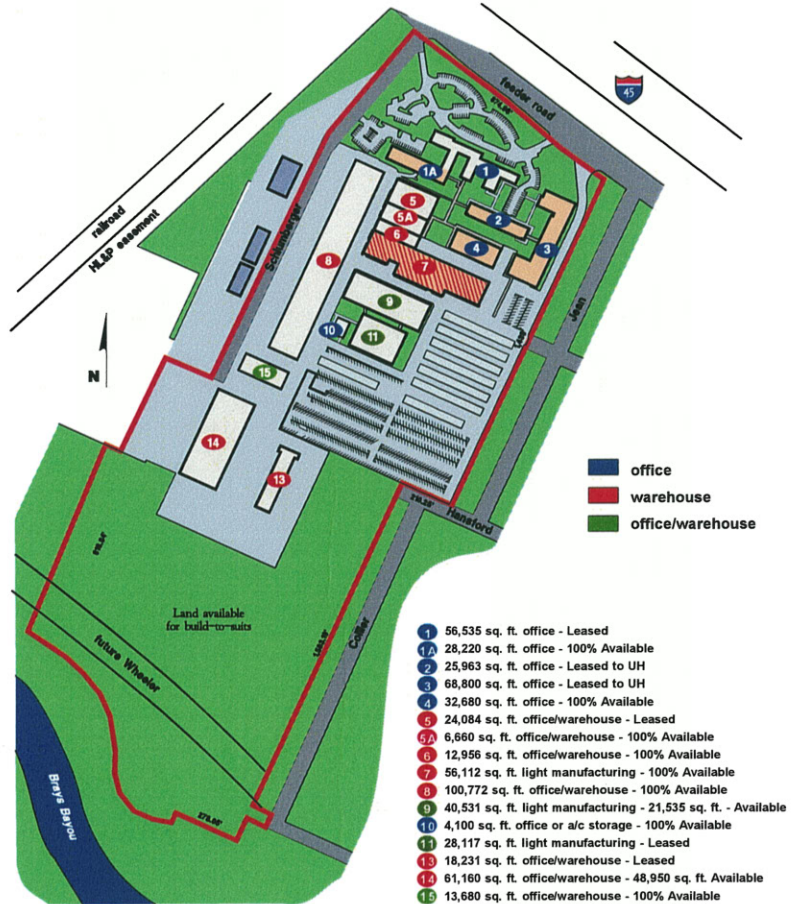 45
feeder road
railroad
HL&P easement
Schlumberger
1A
1
5
5A
2
6
4
3
8
7
9
10
11
Jean
N
15
14
13
office
warehouse
office/warehouse
Hansford
Land available
for build-to-suits
Collier
future Wheeler
Brays Bayou
1 56,535 sq. ft. office - Leased
1A 28,220 sq. ft. office - 100% Available
2 25,963 sq. ft. office - Leased to UH
3 68,800 sq. ft. office - Leased to UH
4 32,680 sq. ft. office - 100% Available
5 24,084 sq. ft. office/warehouse - Leased
5A 6,660 sq. ft. office/warehouse - 100% Available
6 12,956 sq. ft. office/warehouse - 100% Available
7 56,112 sq. ft. light manufacturing - 100% Available
8 100,772 sq. ft. office/warehouse - 100% Available
9 40,531 sq. ft. light manufacturing - 21,535 sq. ft. - Available
10 4,100 sq. ft. office or a/c storage - 100% Available
11 28,117 sq. ft. light manufacturing - Leased
13 18,231 sq. ft. office/warehouse - Leased
14 61,160 sq. ft. office/warehouse - 48,950 sq. ft. Available
15 13,680 sq. ft. office/warehouse - 100% Available